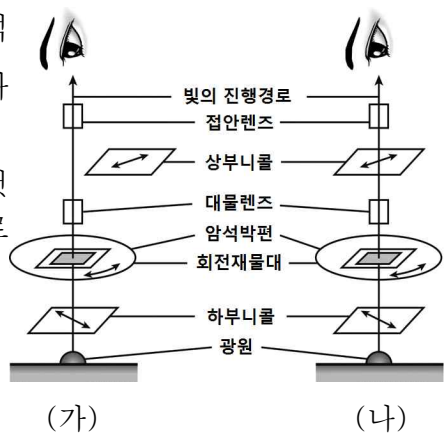 빛의 진행경로
접안렌즈
상부니콜
대물렌즈
암석박편
회전재물대
하부니콜
광원
(가) (나)